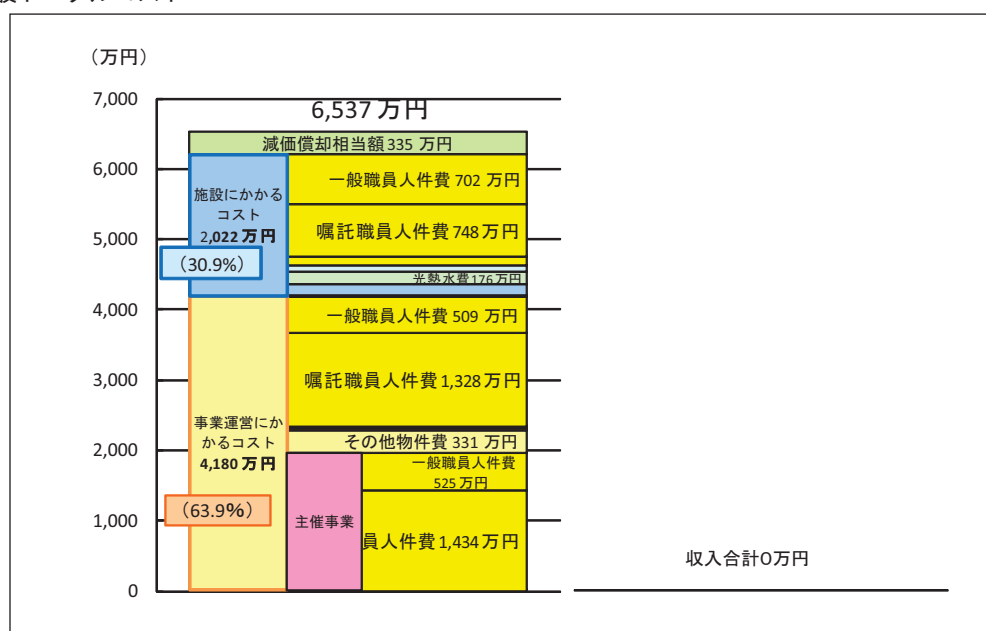 （万円）
7,000
6,000
5,000
4,000
3,000
2,000
1,000
0
6,537 万円
減価償却相当額335 万円
施設にかかる
コスト
2,022 万円
（30.9%）
一般職員人件費 702 万円
嘱託職員人件費 748 万円
光熱水費176 万円
一般職員人件費 509 万円
嘱託職員人件費 1,328 万円
事業運営にか
かるコスト
4,180 万円
（63.9%）
その他物件費 331 万円
一般職員人件費
525 万円
主催事業
員人件費 1,434 万円
収入合計0万円